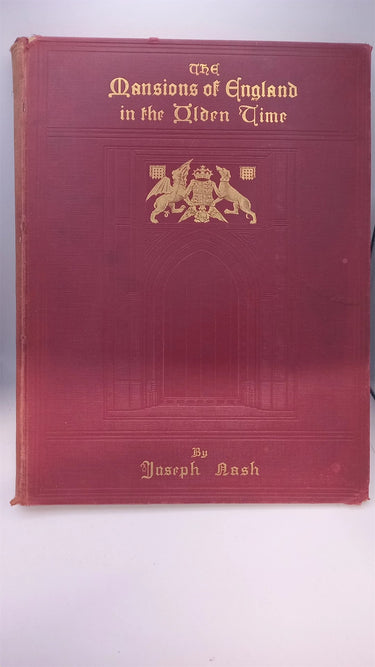 THE
Mansions of England
in the Olden Time
By
Joseph Nash